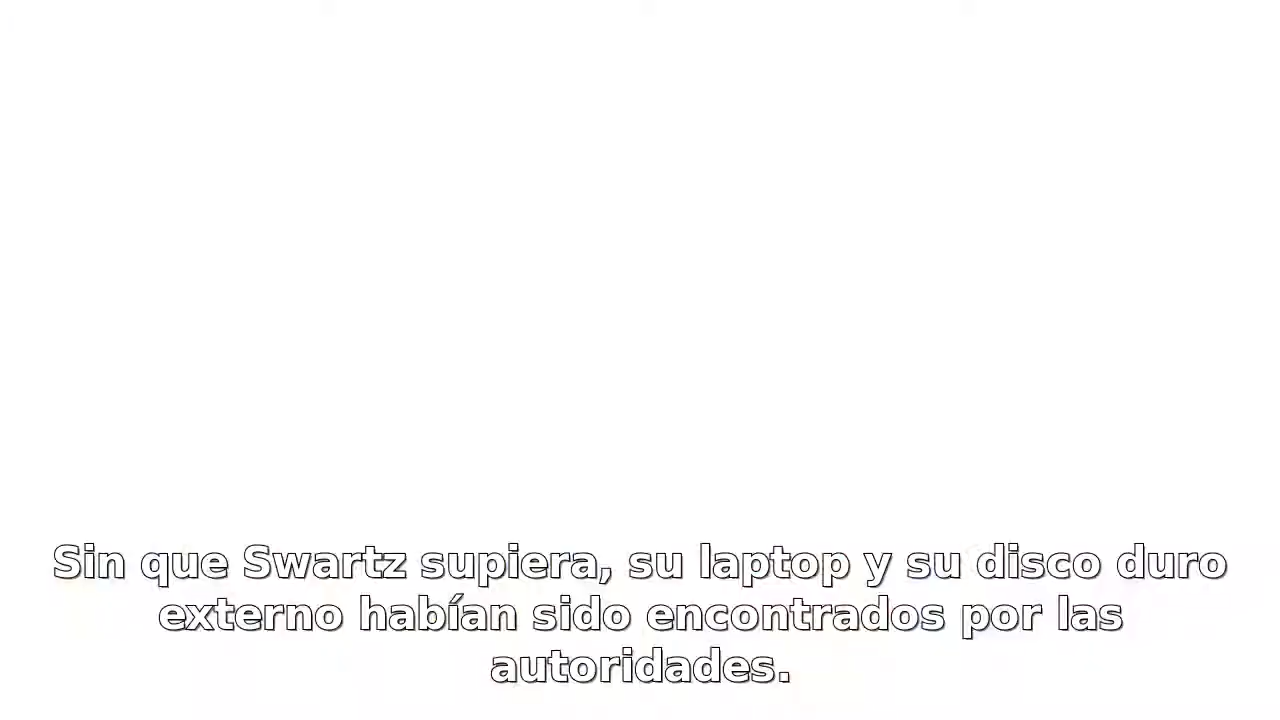 Sin que Swartz supiera, su laptop y su disco duro
externo habían sido encontrados por las
autoridades.